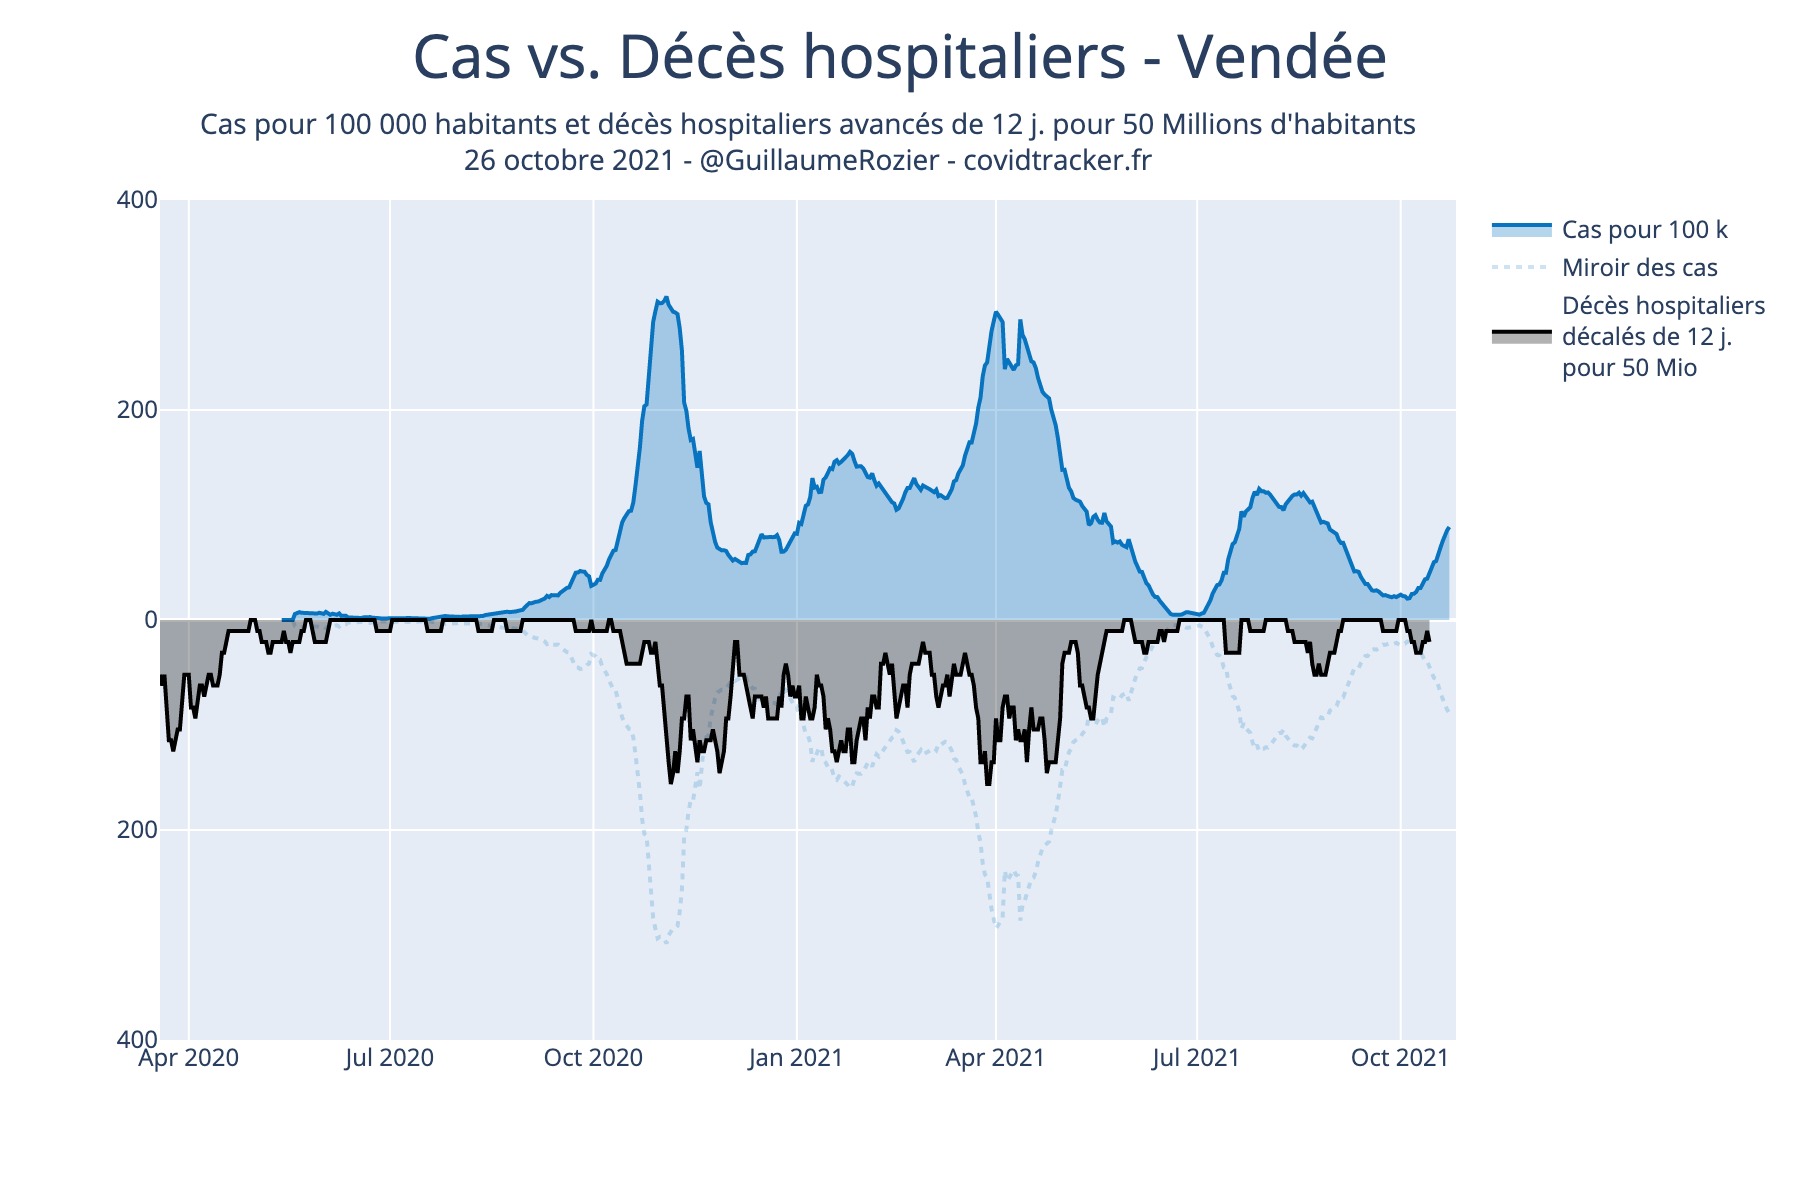 Cas vs. Décès hospitaliers - Vendée
Cas pour 100 000 habitants et décès hospitaliers avancés de 12 j. pour 50 Millions d'habitants
26 octobre 2021 - @GuillaumeRozier - covidtracker.fr
400
200
0
200
400
Apr 2020
Jul 2020
Oct 2020
Jan 2021
Apr 2021
Jul 2021
Oct 2021
Cas pour 100 k
Miroir des cas
Décès hospitaliers
décalés de 12 j.
pour 50 Mio